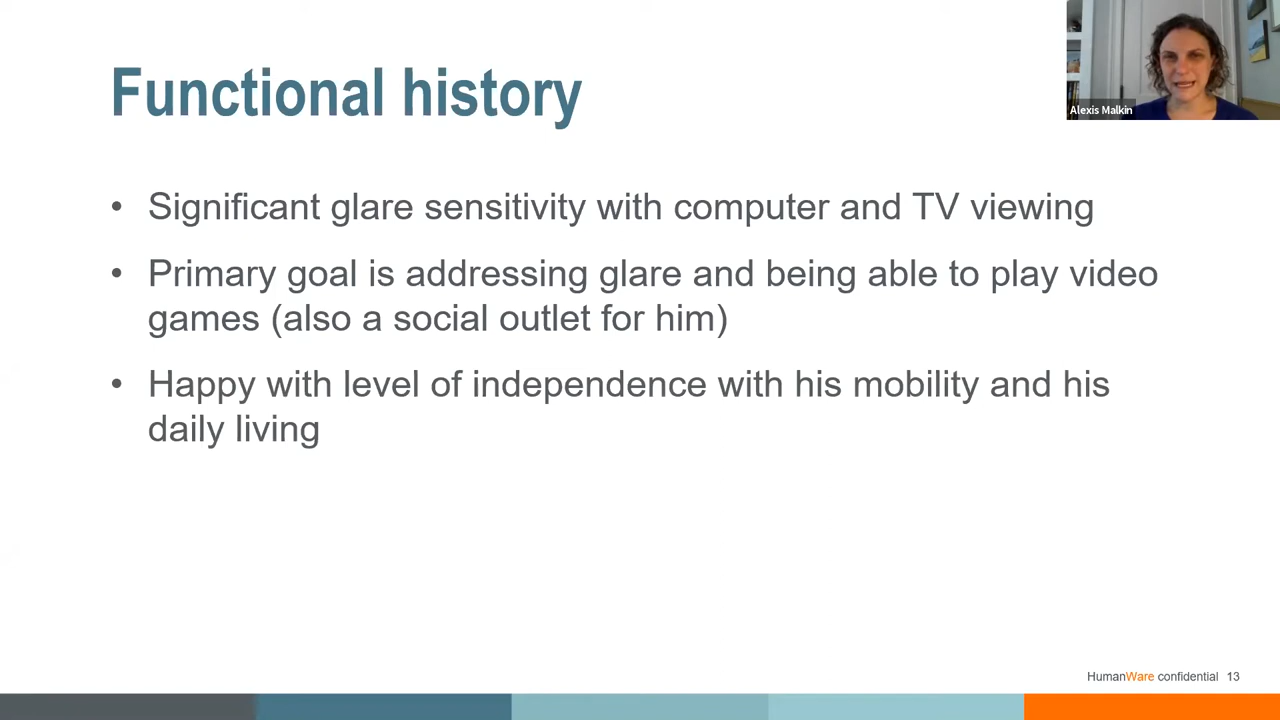 Functional history
Alexis Malkin
• Significant glare sensitivity with computer and TV viewing
• Primary goal is addressing glare and being able to play video
games (also a social outlet for him)
• Happy with level of independence with his mobility and his
daily living
HumanWare confidential 13